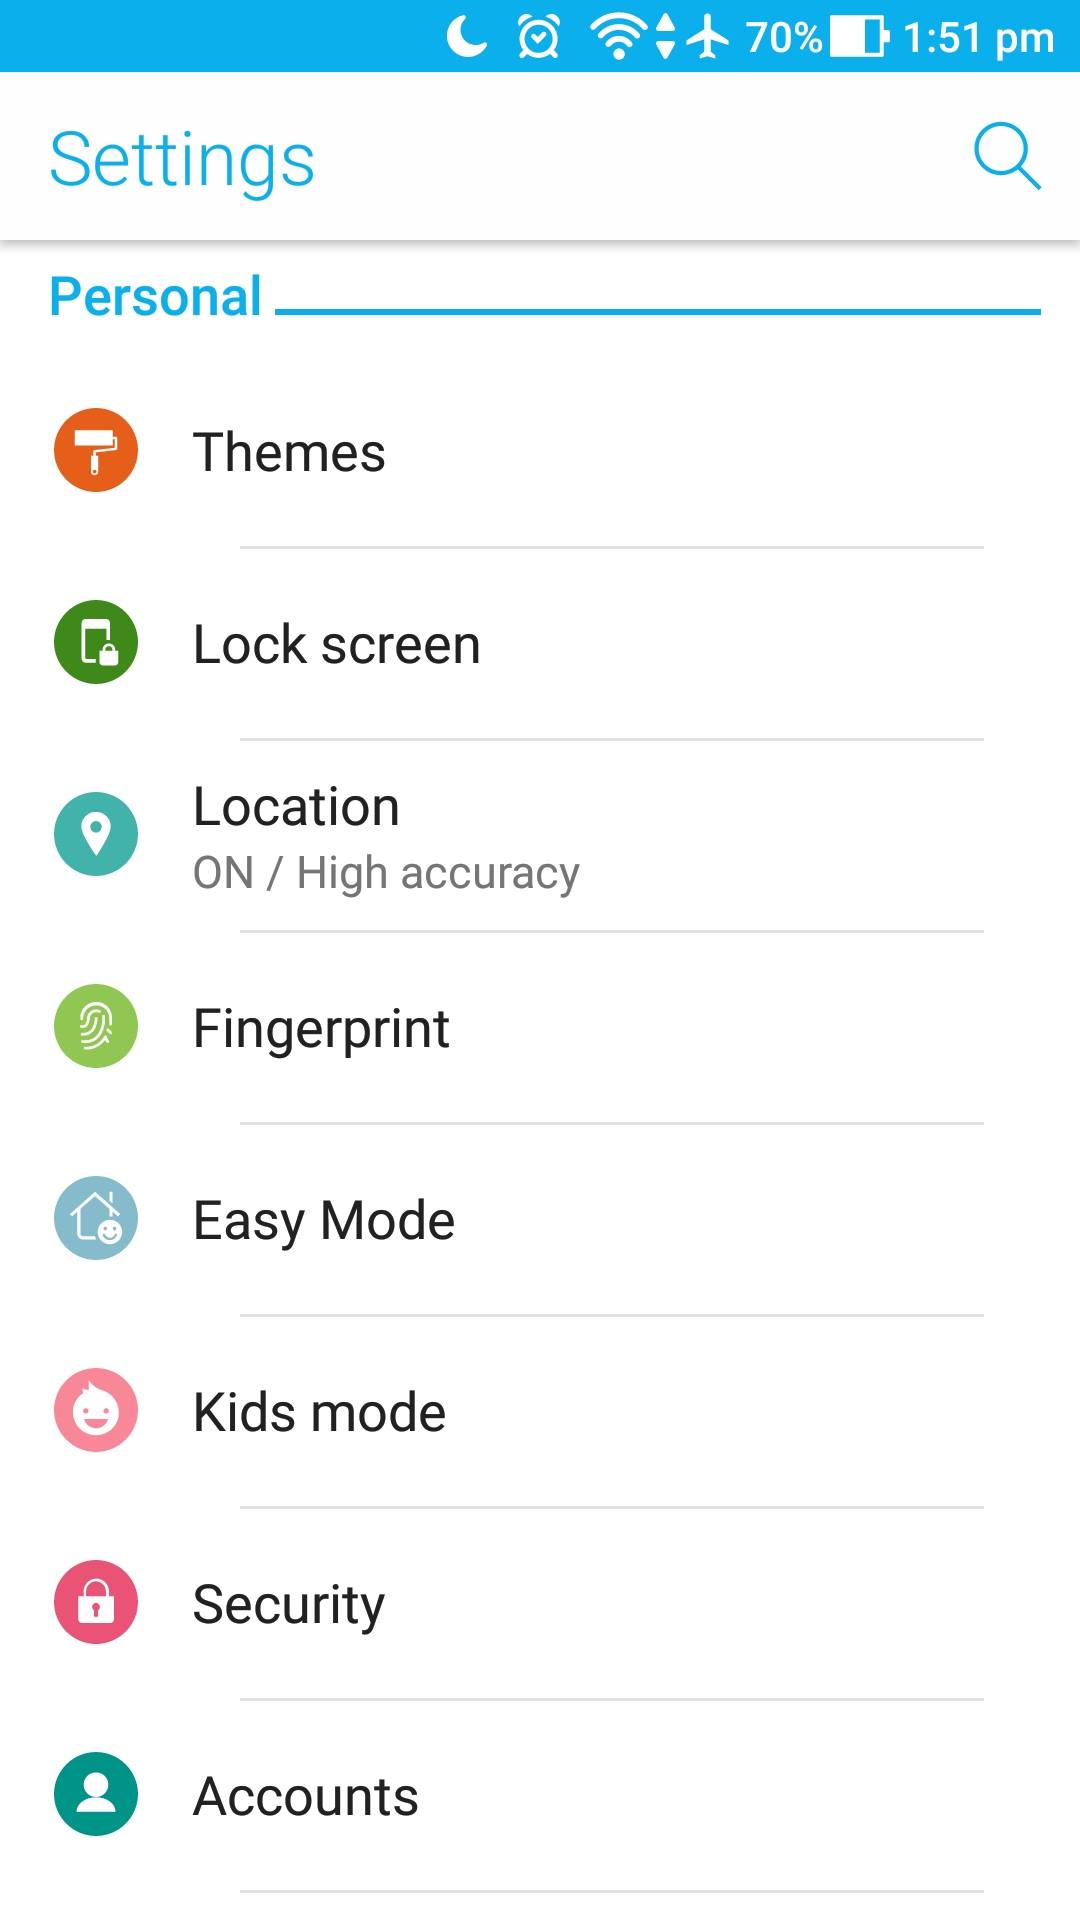 70% 1:51 pm
Settings
Personal
Themes
Lock screen
Location
ON / High accuracy
Fingerprint
Easy Mode
Kids mode
Security
Accounts